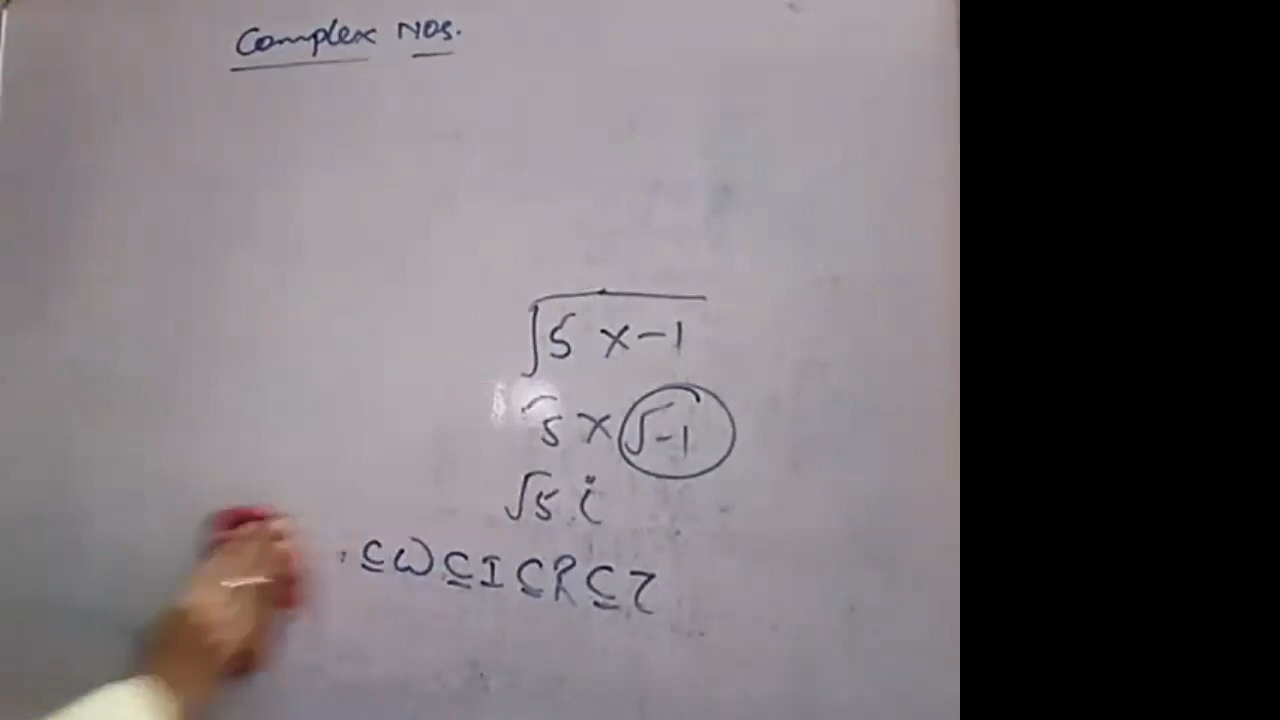 Complex Nos.
√5 x -1
√5 x √-1
√5 i
⊆ W ⊆ I ⊆ R ⊆ Z